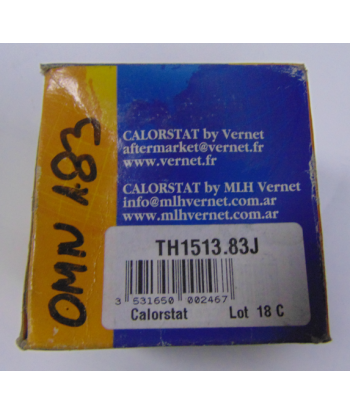 OMN 183
CALORSTAT by Vernet
aftermarket@vernet.fr
www.vernet.fr
CALORSTAT by MLH Vernet
info@mlhvernet.com.ar
www.mlhvernet.com.ar
TH1513.83J
3 531650 002467
Calorstat Lot 18 C